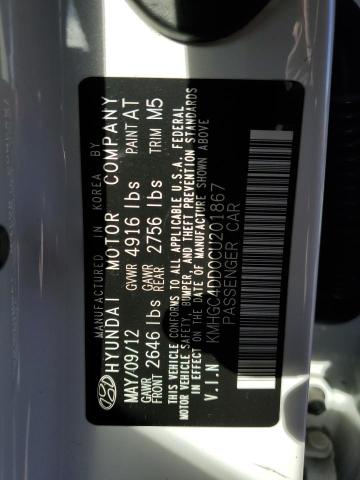 MANUFACTURED IN KOREA BY
HYUNDAI MOTOR COMPANY
MAY/09/12 GVWR 4916 lbs PAINT AT
GAWR FRONT 2646 lbs GAWR REAR 2756 lbs TRIM M5
THIS VEHICLE CONFORMS TO ALL APPLICABLE U.S.A. FEDERAL
MOTOR VEHICLE SAFETY, BUMPER, AND THEFT PREVENTION STANDARDS
IN EFFECT ON THE DATE OF MANUFACTURE SHOWN ABOVE
V.I.N KMHGC4DD0CU201867
PASSENGER CAR